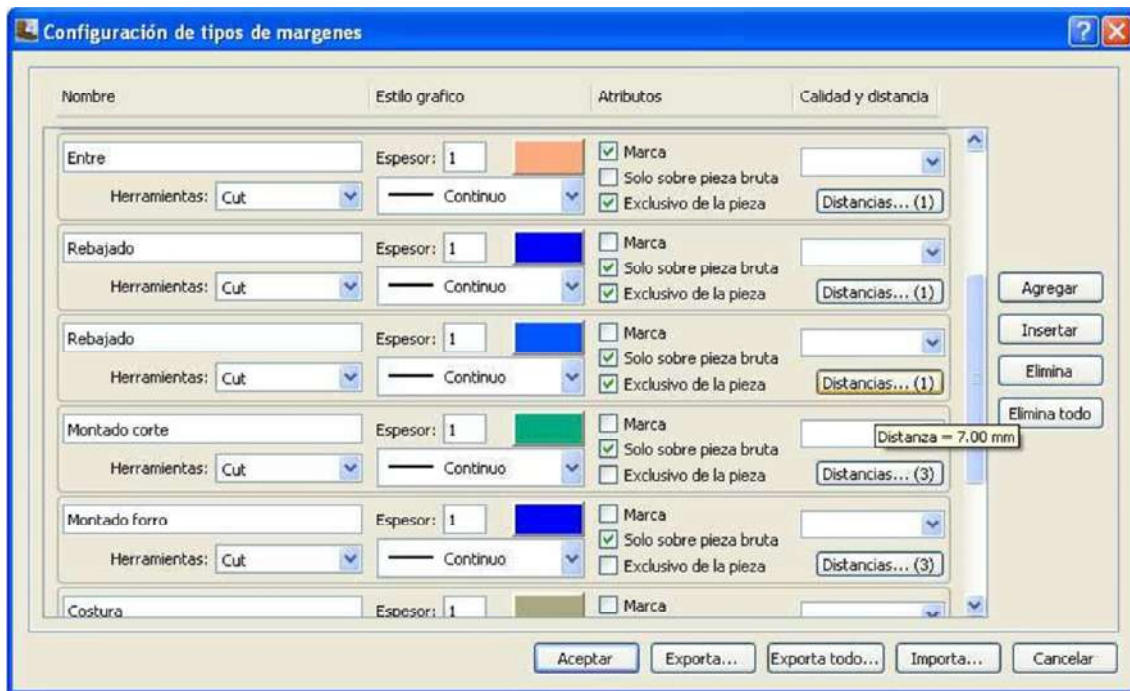 Configuración de tipos de margenes
Nombre Estilo grafico Atributos Calidad y distancia
Entre Espesor: 1 Marca
Solo sobre pieza bruta
Herramientas: Cut Continuo Exclusivo de la pieza Distancias... (1)
Rebajado Espesor: 1 Marca
Solo sobre pieza bruta
Herramientas: Cut Continuo Exclusivo de la pieza Distancias... (1)
Agregar
Rebajado Espesor: 1 Marca
Insertar
Solo sobre pieza bruta
Herramientas: Cut Continuo Exclusivo de la pieza Distancias... (1)
Elimina
Elimina todo
Montado corte Espesor: 1 Marca
Distanza = 7.00 mm
Solo sobre pieza bruta
Herramientas: Cut Continuo Exclusivo de la pieza Distancias... (3)
Montado forro Espesor: 1 Marca
Solo sobre pieza bruta
Herramientas: Cut Continuo Exclusivo de la pieza Distancias... (3)
Costura Espesor: 1 Marca
Aceptar Exporta... Exporta todo... Importa... Cancelar